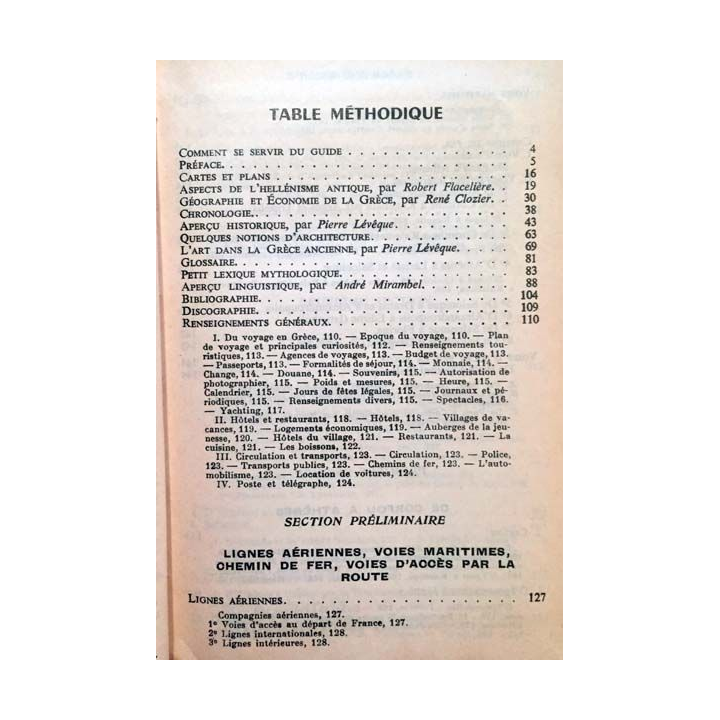 TABLE MÉTHODIQUE
COMMENT SE SERVIR DU GUIDE . . . . . . . . . . . . . . . 4
PRÉFACE. . . . . . . . . . . . . . . . . . . . . . . . . 5
CARTES ET PLANS . . . . . . . . . . . . . . . . . . . . 16
ASPECTS DE L'HELLÉNISME ANTIQUE, par Robert Flacelière. . 19
GÉOGRAPHIE ET ÉCONOMIE DE LA GRÈCE, par René Clozier. . 30
CHRONOLOGIE. . . . . . . . . . . . . . . . . . . . . . . 38
APERÇU HISTORIQUE, par Pierre Lévêque . . . . . . . . . 43
QUELQUES NOTIONS D'ARCHITECTURE. . . . . . . . . . . . . 63
L'ART DANS LA GRÈCE ANCIENNE, par Pierre Lévêque. . . . 69
GLOSSAIRE. . . . . . . . . . . . . . . . . . . . . . . . 81
PETIT LEXIQUE MYTHOLOGIQUE. . . . . . . . . . . . . . . 83
APERÇU LINGUISTIQUE, par André Mirambel. . . . . . . . . 88
BIBLIOGRAPHIE. . . . . . . . . . . . . . . . . . . . . . 104
DISCOGRAPHIE. . . . . . . . . . . . . . . . . . . . . . 109
RENSEIGNEMENTS GÉNÉRAUX. . . . . . . . . . . . . . . . . 110
I. Du voyage en Grèce, 110. — Epoque du voyage, 110. — Plan
de voyage et principales curiosités, 112. — Renseignements tou-
ristiques, 113. — Agences de voyages, 113. — Budget de voyage, 113.
— Passeports, 113. — Formalités de séjour, 114. — Monnaie, 114. —
Change, 114. — Douane, 114. — Souvenirs, 115. — Autorisation de
photographier, 115. — Poids et mesures, 115. — Heure, 115. —
Calendrier, 115. — Jours de fêtes légales, 115. — Journaux et pé-
riodiques, 115. — Renseignements divers, 115. — Spectacles, 116.
— Yachting, 117.
II. Hôtels et restaurants, 118. — Hôtels, 118. — Villages de va-
cances, 119. — Logements économiques, 119. — Auberges de la jeu-
nesse, 120. — Hôtels du village, 121. — Restaurants, 121. — La
cuisine, 121. — Les boissons, 122.
III. Circulation et transports, 123. — Circulation, 123. — Police,
123. — Transports publics, 123. — Chemins de fer, 123. — L'auto-
mobilisme, 123. — Location de voitures, 124.
IV. Poste et télégraphe, 124.
SECTION PRÉLIMINAIRE
LIGNES AÉRIENNES, VOIES MARITIMES,
CHEMIN DE FER, VOIES D'ACCÈS PAR LA
ROUTE
LIGNES AÉRIENNES. . . . . . . . . . . . . . . . . . . . 127
Compagnies aériennes, 127.
1º Voies d'accès au départ de France, 127.
2º Lignes internationales, 128.
3º Lignes intérieures, 128.